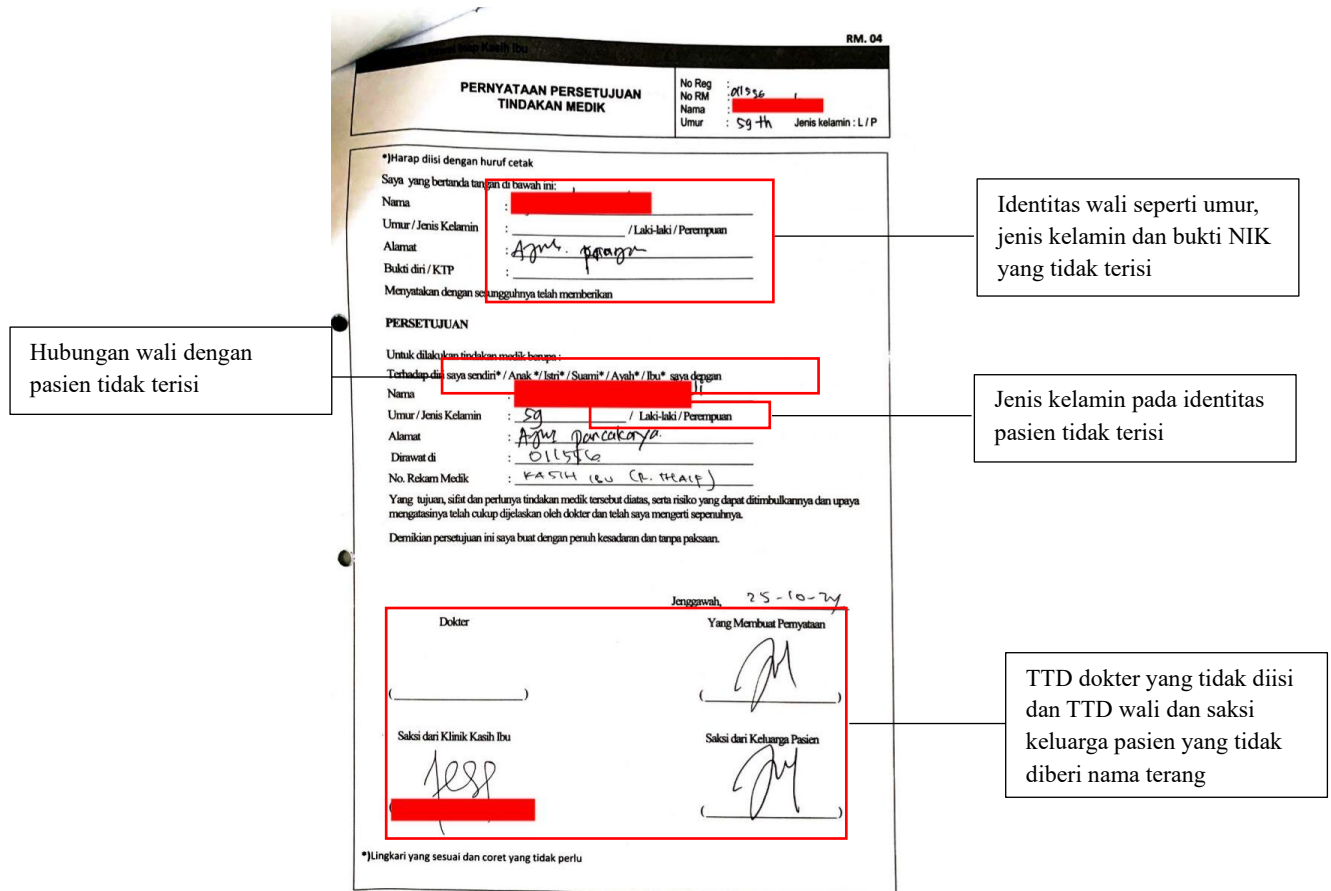 RM. 04
Kasih Ibu
PERNYATAAN PERSETUJUAN
TINDAKAN MEDIK
No Reg :
No RM :
Nama :
Umur : 59 th Jenis kelamin : L / P
*)Harap diisi dengan huruf cetak
Saya yang bertanda tangan di bawah ini:
Nama :
Umur / Jenis Kelamin : / Laki-laki / Perempuan
Alamat :
Bukti diri / KTP :
Menyatakan dengan sesungguhnya telah memberikan
PERSETUJUAN
Untuk dilakukan tindakan medik berupa :
Terhadap diri saya sendiri* / Anak */ Istri* / Suami* / Ayah* / Ibu* saya dengan
Nama :
Umur / Jenis Kelamin : 59 / Laki-laki / Perempuan
Alamat : pancakarya.
Dirawat di :
No. Rekam Medik : KASIH IBU
Yang tujuan, sifat dan perlunya tindakan medik tersebut diatas, serta risiko yang dapat ditimbulkannya dan upaya
mengatasinya telah cukup dijelaskan oleh dokter dan telah saya mengerti sepenuhnya.
Demikian persetujuan ini saya buat dengan penuh kesadaran dan tanpa paksaan.
Jenggawah, 25-10-24
Dokter Yang Membuat Pernyataan
( ) ( )
Saksi dari Klinik Kasih Ibu Saksi dari Keluarga Pasien
( ) ( )
*)Lingkari yang sesuai dan coret yang tidak perlu
Identitas wali seperti umur,
jenis kelamin dan bukti NIK
yang tidak terisi
Hubungan wali dengan
pasien tidak terisi
Jenis kelamin pada identitas
pasien tidak terisi
TTD dokter yang tidak diisi
dan TTD wali dan saksi
keluarga pasien yang tidak
diberi nama terang